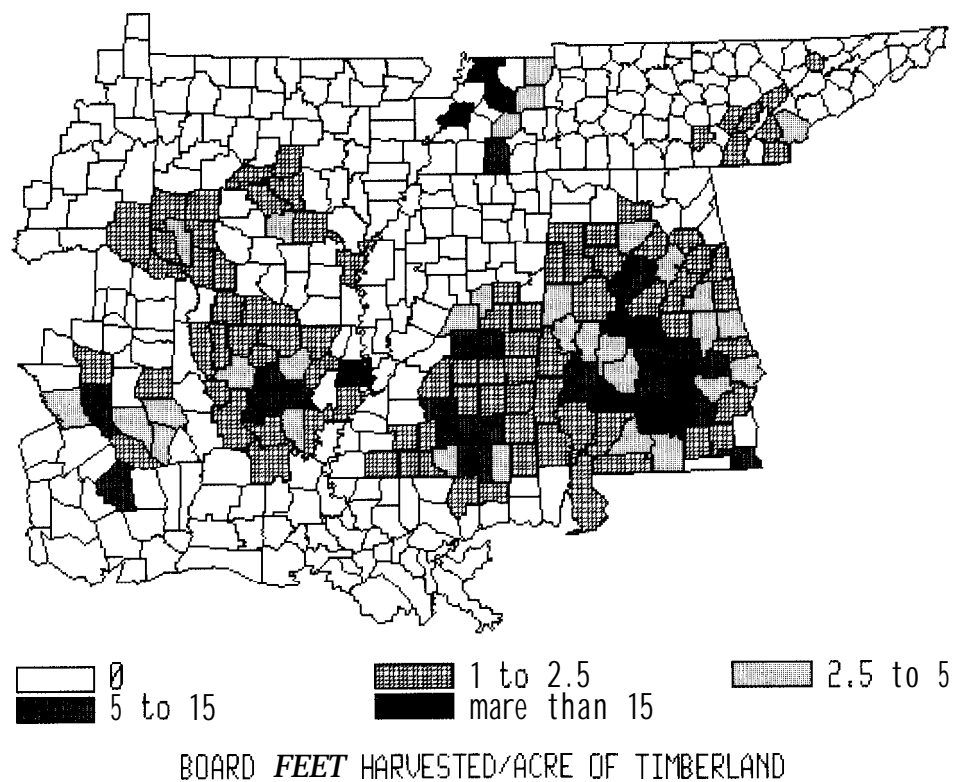 0 1 to 2.5 2.5 to 5
5 to 15 mare than 15
BOARD FEET HARVESTED/ACRE OF TIMBERLAND